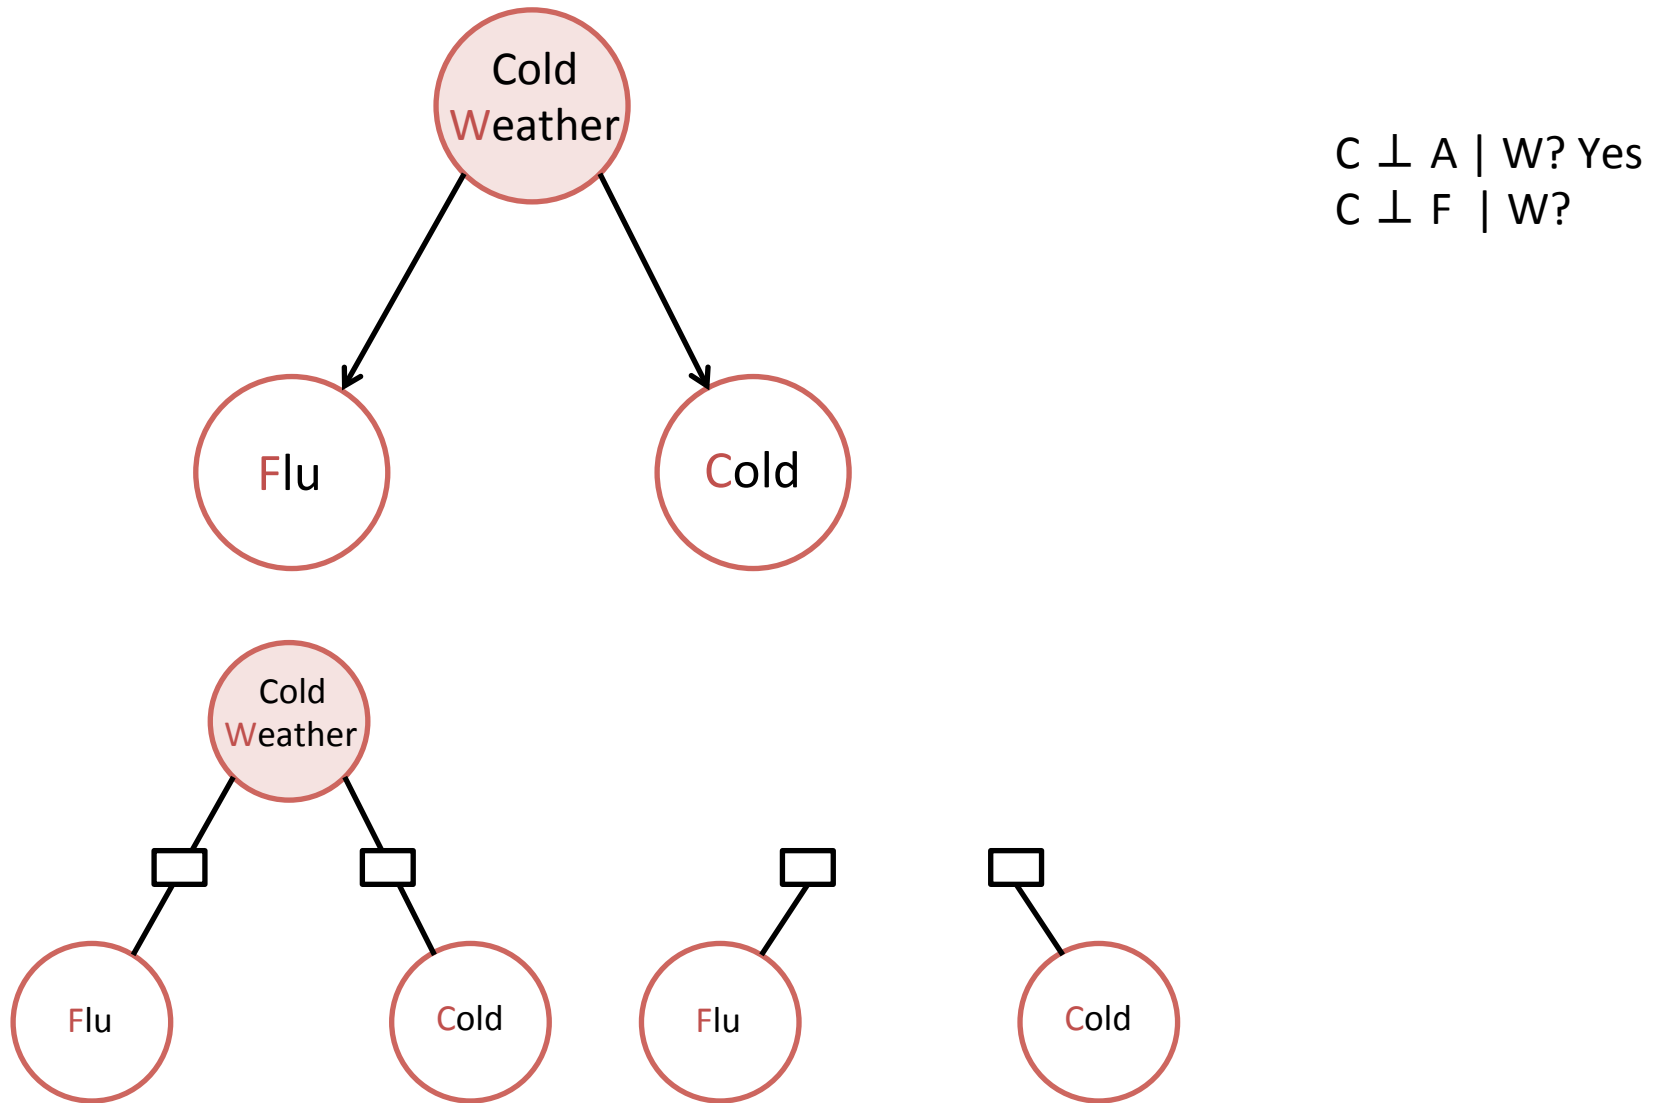 Cold
Weather
C ⊥ A | W? Yes
C ⊥ F | W?
Flu
Cold
Cold
Weather
Flu
Cold
Flu
Cold